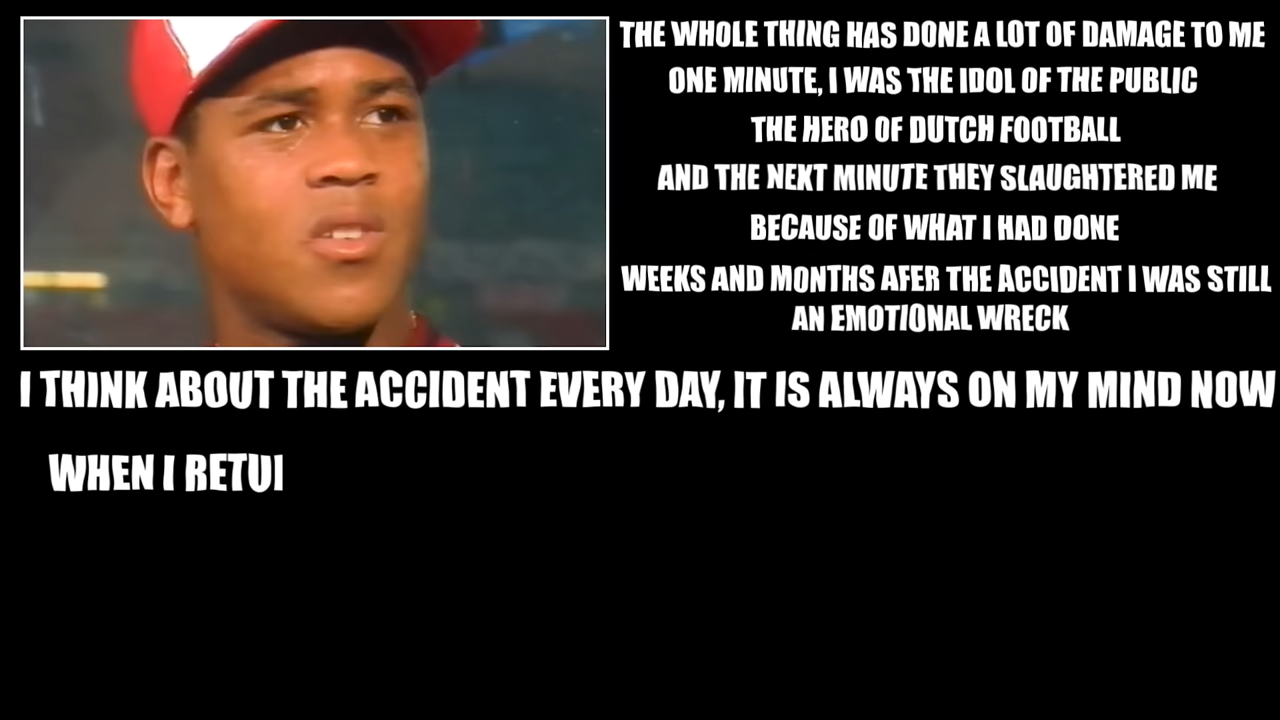 THE WHOLE THING HAS DONE A LOT OF DAMAGE TO ME
ONE MINUTE, I WAS THE IDOL OF THE PUBLIC
THE HERO OF DUTCH FOOTBALL
AND THE NEXT MINUTE THEY SLAUGHTERED ME
BECAUSE OF WHAT I HAD DONE
WEEKS AND MONTHS AFER THE ACCIDENT I WAS STILL
AN EMOTIONAL WRECK
I THINK ABOUT THE ACCIDENT EVERY DAY, IT IS ALWAYS ON MY MIND NOW
WHEN I